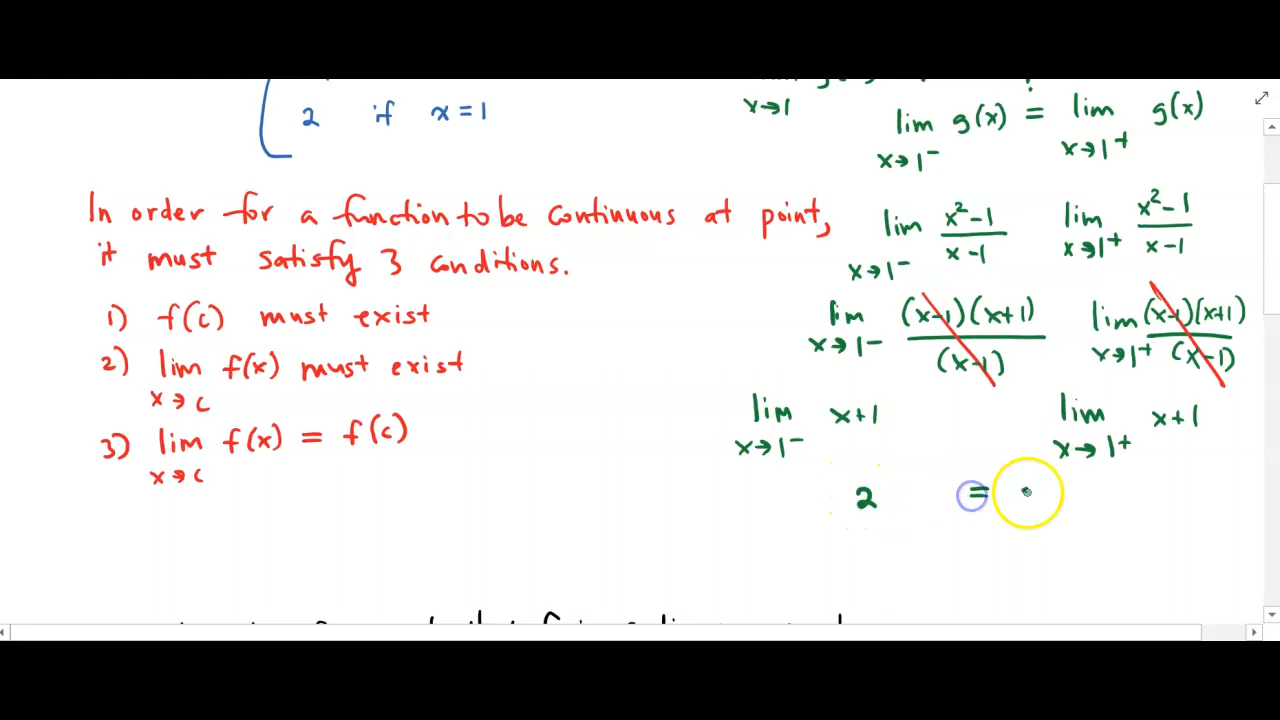 2 if x = 1
x → 1
lim g(x) = lim g(x)
x → 1⁻ x → 1⁺
In order for a function to be continuous at point,
it must satisfy 3 conditions.
1) f(c) must exist
2) lim f(x) must exist
x → c
3) lim f(x) = f(c)
x → c
lim x² - 1 lim x² - 1
x → 1⁻ x - 1 x → 1⁺ x - 1
lim (x-1)(x+1) lim (x-1)(x+1)
x → 1⁻ (x-1) x → 1⁺ (x-1)
lim x+1 lim x+1
x → 1⁻ x → 1⁺
2 =